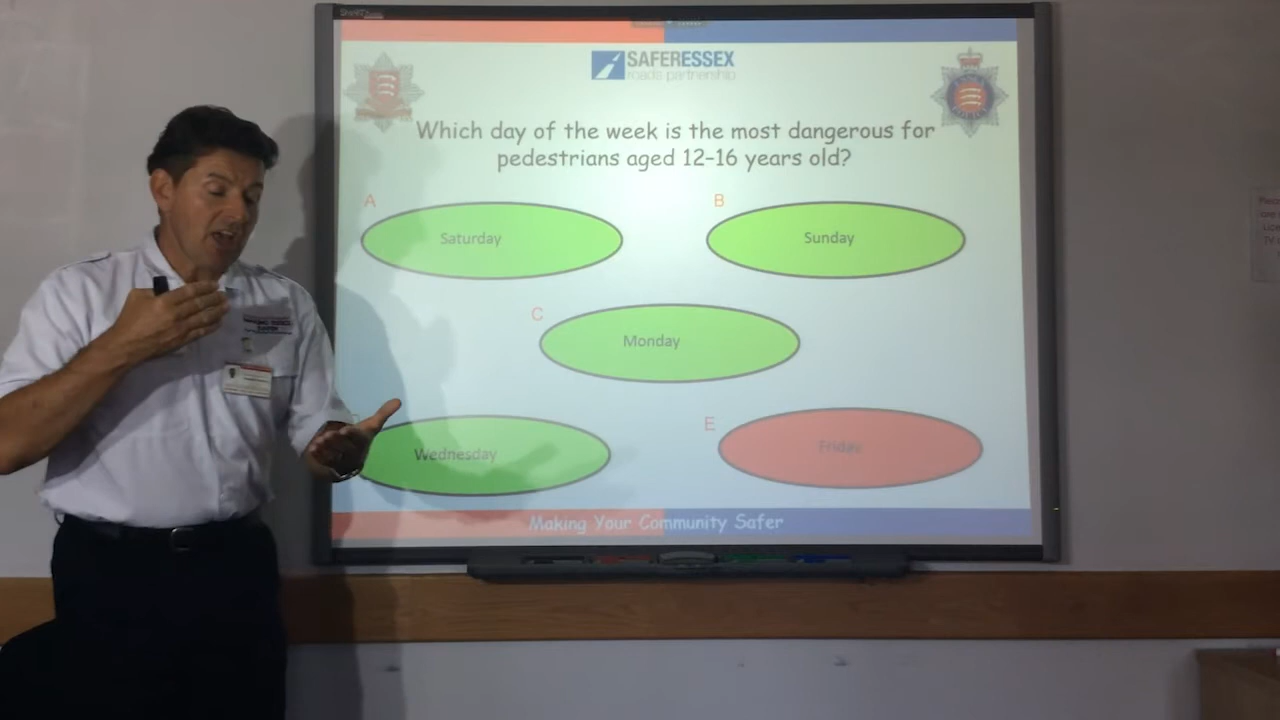 SAFERESSEX
roads partnership
Which day of the week is the most dangerous for
pedestrians aged 12–16 years old?
A
Saturday
B
Sunday
C
Monday
Wednesday
E
Friday
Making Your Community Safer